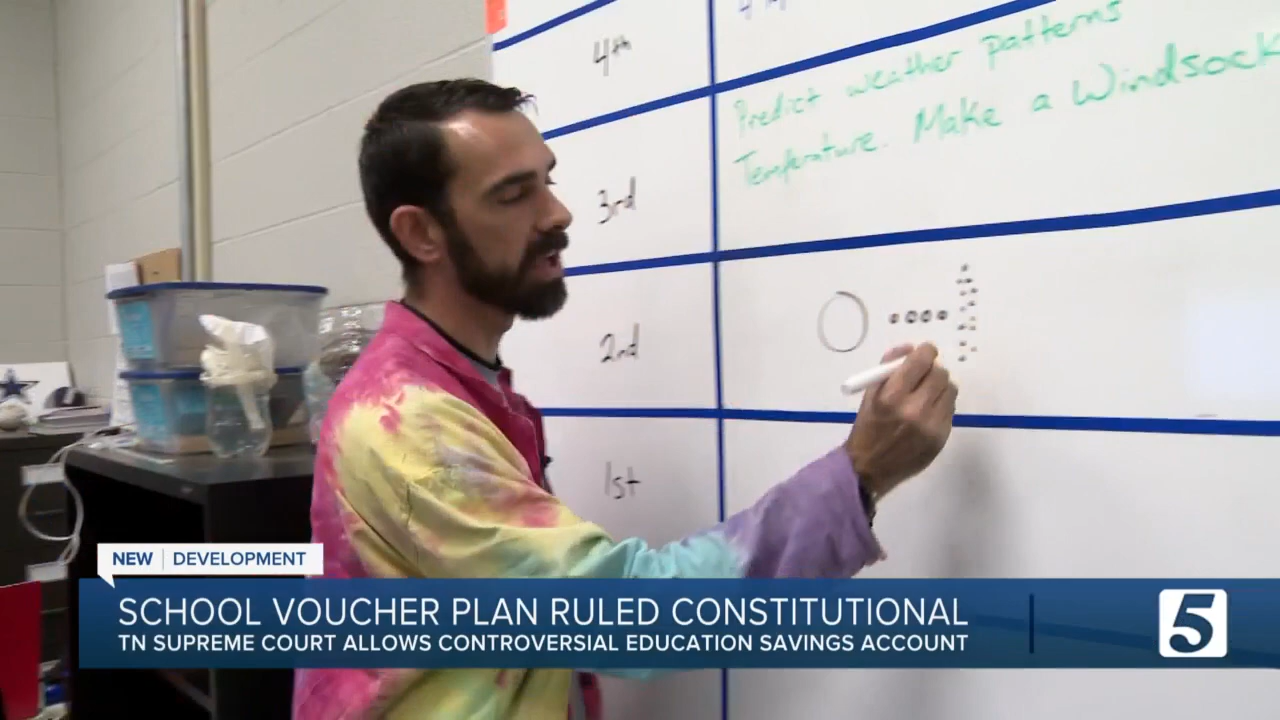 4th
Predict weather patterns
Temperature. Make a Windsock
3rd
2nd
1st
NEW DEVELOPMENT
SCHOOL VOUCHER PLAN RULED CONSTITUTIONAL
TN SUPREME COURT ALLOWS CONTROVERSIAL EDUCATION SAVINGS ACCOUNT
5